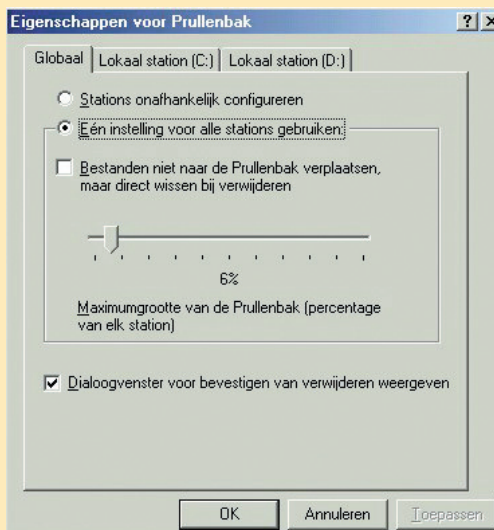 Eigenschappen voor Prullenbak
Globaal Lokaal station (C:) Lokaal station (D:)
Stations onafhankelijk configureren
Eén instelling voor alle stations gebruiken:
Bestanden niet naar de Prullenbak verplaatsen,
maar direct wissen bij verwijderen
6%
Maximumgrootte van de Prullenbak (percentage
van elk station)
Dialoogvenster voor bevestigen van verwijderen weergeven
OK Annuleren Toepassen